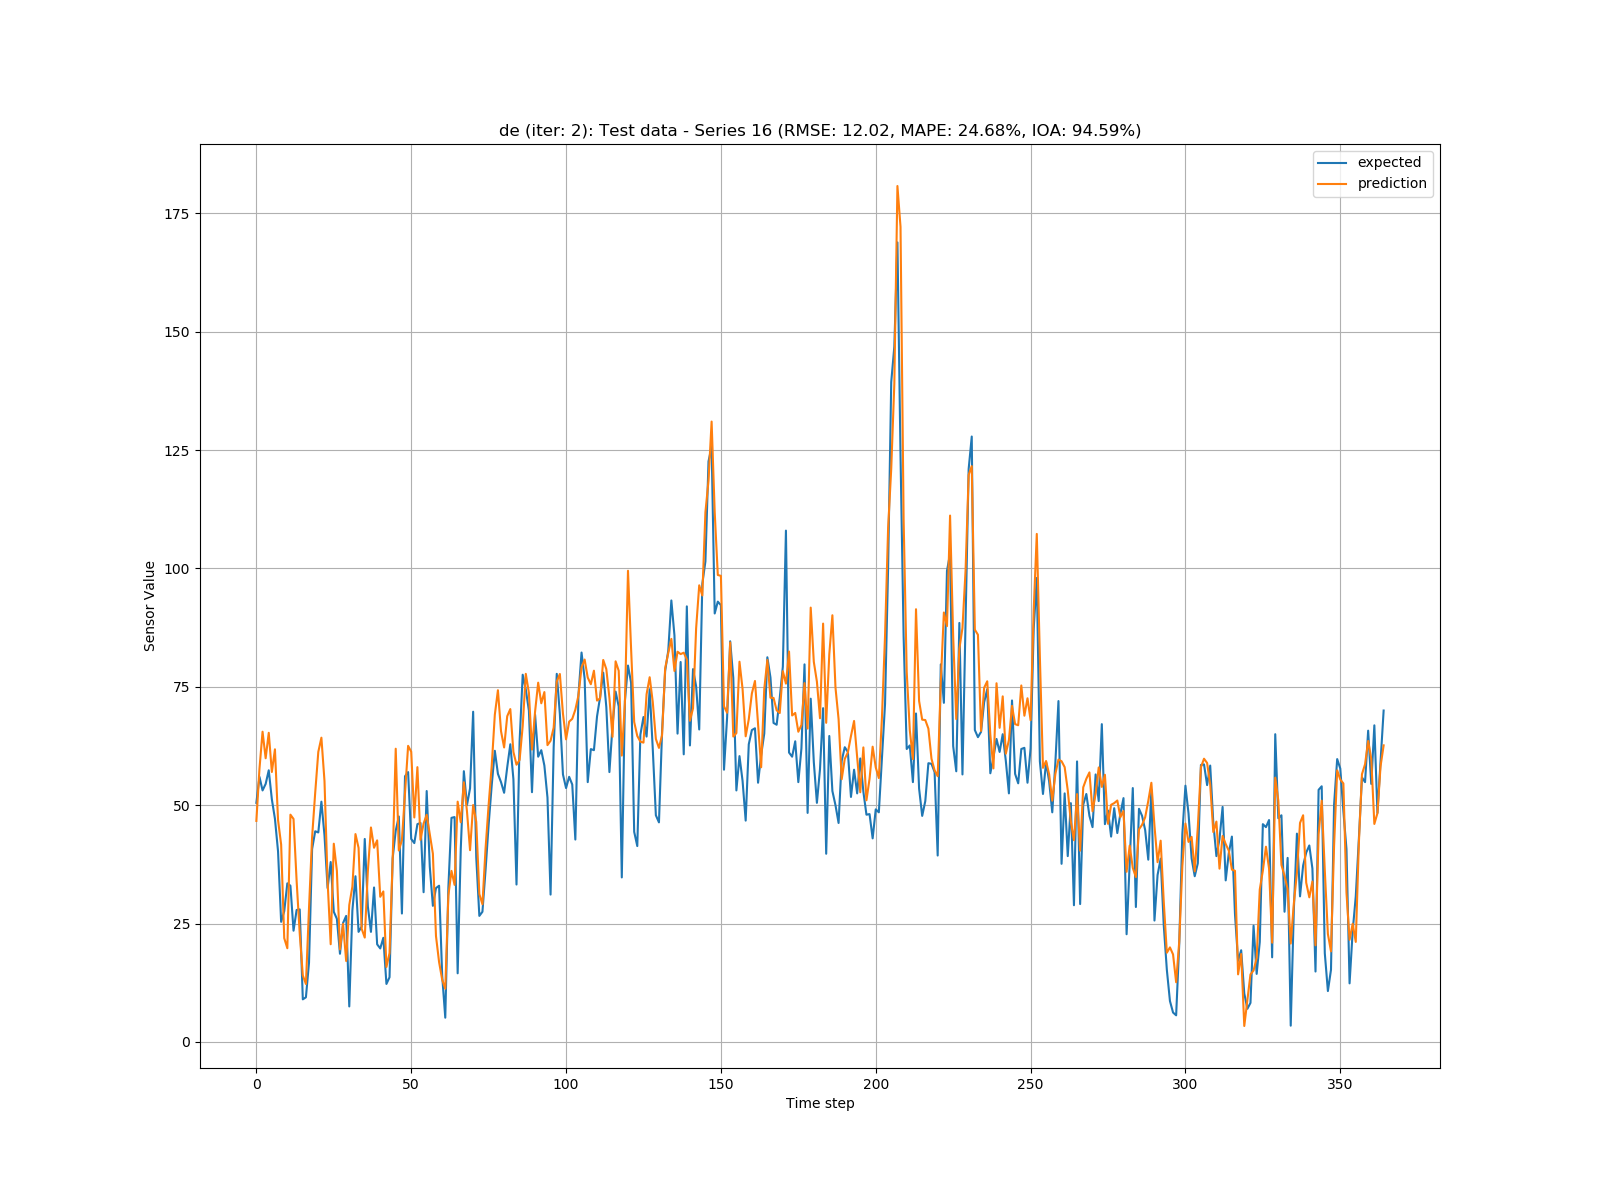 de (iter: 2): Test data - Series 16 (RMSE: 12.02, MAPE: 24.68%, IOA: 94.59%)
expected
prediction
175
150
125
100
75
50
25
0
Sensor Value
0 50 100 150 200 250 300 350
Time step